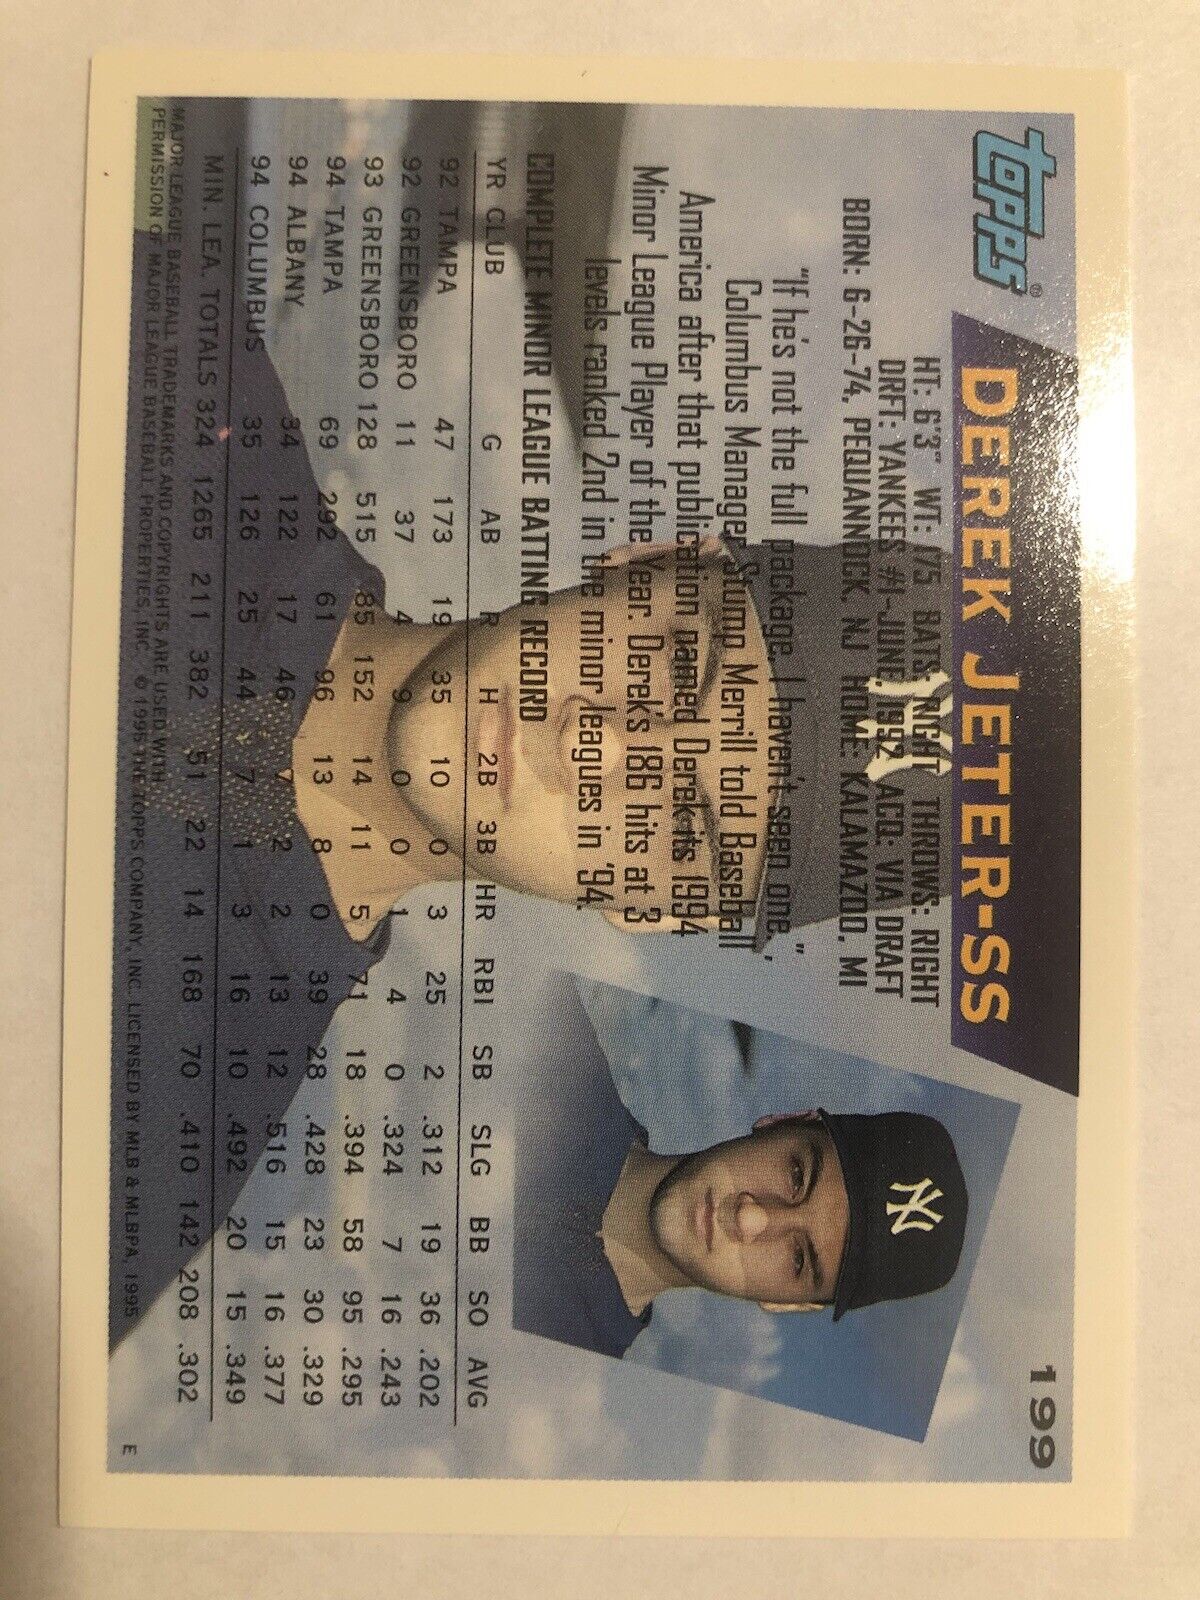 topps®
199
DEREK JETER-SS
HT: 6'3" WT: 175 BATS: RIGHT THROWS: RIGHT
DRFT: YANKEES #1-JUNE, 1992 ACQ: VIA DRAFT
BORN: 6-26-74, PEQUANNOCK, NJ HOME: KALAMAZOO, MI
"If he's not the full package, I haven't seen one,"
Columbus Manager Stump Merrill told Baseball
America after that publication named Derek its 1994
Minor League Player of the Year. Derek's 186 hits at 3
levels ranked 2nd in the minor leagues in '94.
NY
NY
COMPLETE MINOR LEAGUE BATTING RECORD
YR CLUB G AB R H 2B 3B HR RBI SB SLG BB SO AVG
92 TAMPA 47 173 19 35 10 0 3 25 2 .312 19 36 .202
92 GREENSBORO 11 37 4 9 0 0 1 4 0 .324 7 16 .243
93 GREENSBORO 128 515 85 152 14 11 5 71 18 .394 58 95 .295
94 TAMPA 69 292 61 96 13 8 0 39 28 .428 23 30 .329
94 ALBANY 34 122 17 46 7 2 2 13 12 .516 15 16 .377
94 COLUMBUS 35 126 25 44 7 1 3 16 10 .492 20 15 .349
MIN. LEA. TOTALS 324 1265 211 382 51 22 14 168 70 .410 142 208 .302
MAJOR LEAGUE BASEBALL TRADEMARKS AND COPYRIGHTS ARE USED WITH
PERMISSION OF MAJOR LEAGUE BASEBALL PROPERTIES, INC. © 1995 THE TOPPS COMPANY, INC. LICENSED BY MLB & MLBPA, 1995
E